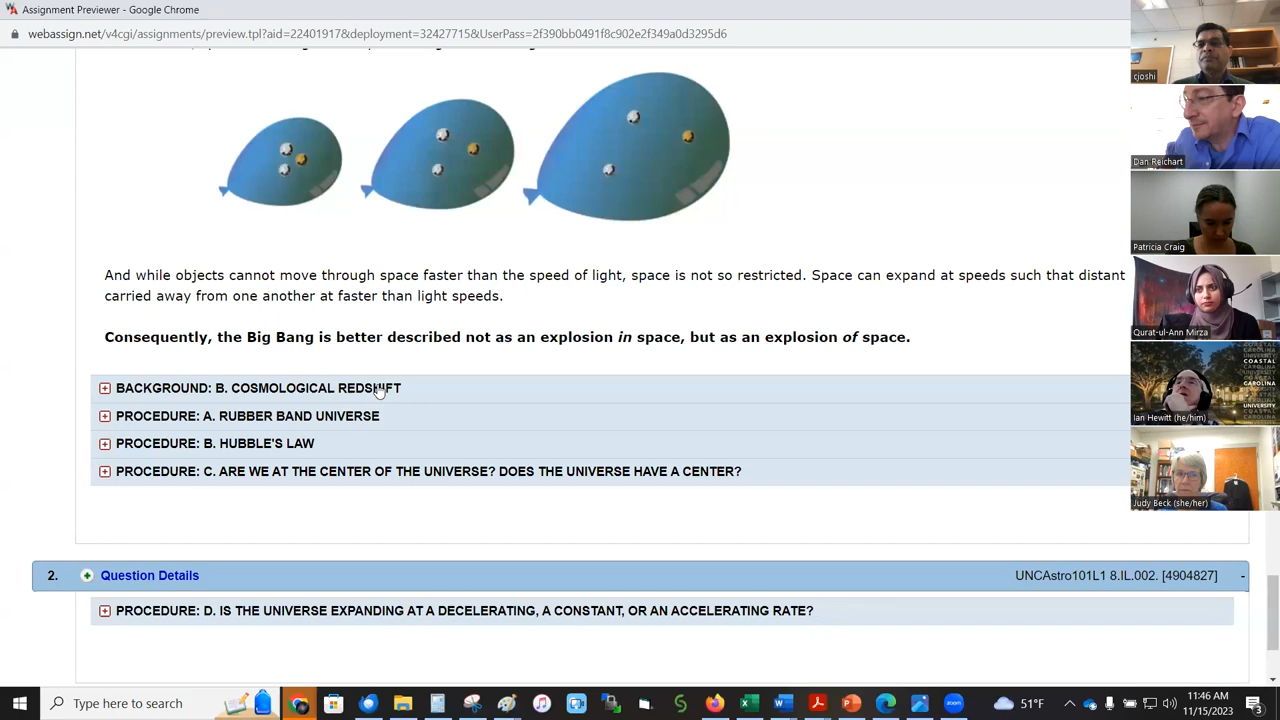 Assignment Previewer - Google Chrome
webassign.net/v4cgi/assignments/preview.tpl?aid=22401917&deployment=32427715&UserPass=2f390bb0491f8c902e2f349a0d3295d6
And while objects cannot move through space faster than the speed of light, space is not so restricted. Space can expand at speeds such that distant
carried away from one another at faster than light speeds.
Consequently, the Big Bang is better described not as an explosion in space, but as an explosion of space.
BACKGROUND: B. COSMOLOGICAL REDSHIFT
PROCEDURE: A. RUBBER BAND UNIVERSE
PROCEDURE: B. HUBBLE'S LAW
PROCEDURE: C. ARE WE AT THE CENTER OF THE UNIVERSE? DOES THE UNIVERSE HAVE A CENTER?
2. Question Details UNCAstro101L1 8.IL.002. [4904827] -
PROCEDURE: D. IS THE UNIVERSE EXPANDING AT A DECELERATING, A CONSTANT, OR AN ACCELERATING RATE?
cjoshi
Dan Reichart
Patricia Craig
Qurat-ul-Ann Mirza
COASTAL
CAROLINA
UNIVERSITY
Ian Hewitt (he/him)
Judy Beck (she/her)
Type here to search
51°F
11:46 AM
11/15/2023
3